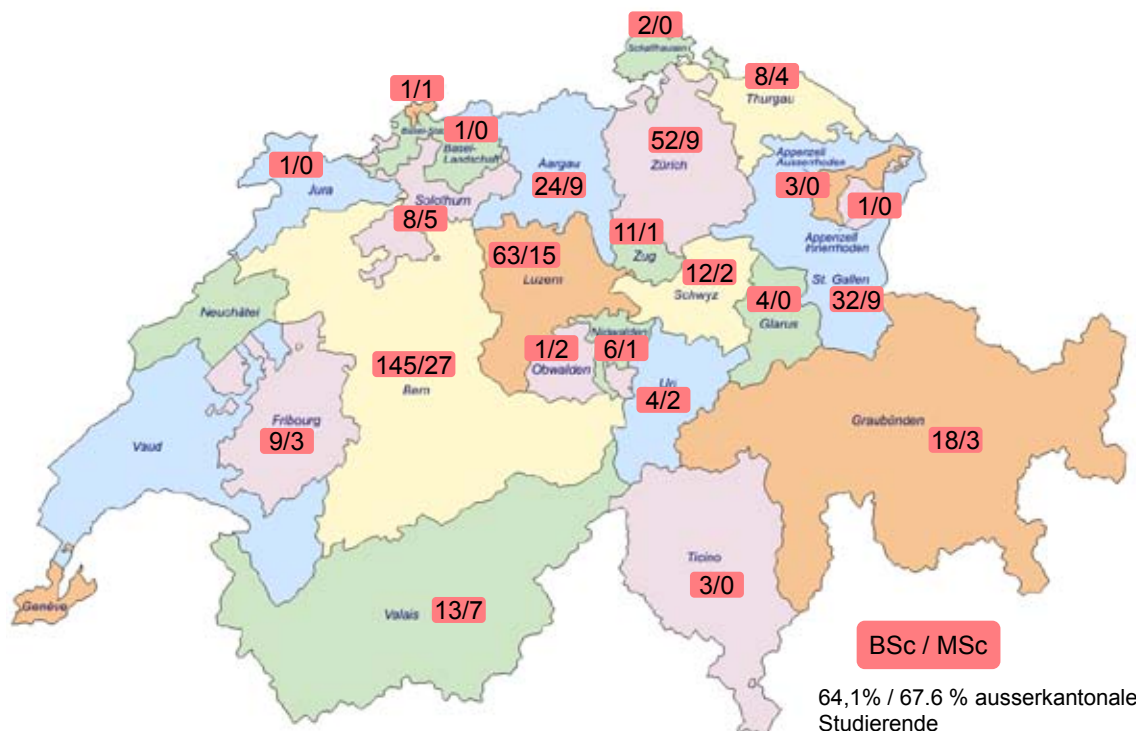 2/0
Schaffhausen
8/4
Thurgau
1/1
1/0
Basel-
Landschaft
52/9
Zürich
Aargau
24/9
Appenzell
Ausserrhoden
3/0
1/0
1/0
Jura
Solothurn
8/5
Appenzell
Innerrhoden
11/1
Zug
63/15
Luzern
12/2
Schwyz
St. Gallen
32/9
4/0
Glarus
Neuchâtel
Nidwalden
1/2
Obwalden
6/1
145/27
Bern
Uri
4/2
Graubünden
18/3
Fribourg
9/3
Vaud
Ticino
3/0
Genève
Valais 13/7
BSc / MSc
64,1% / 67.6 % ausserkantonale
Studierende